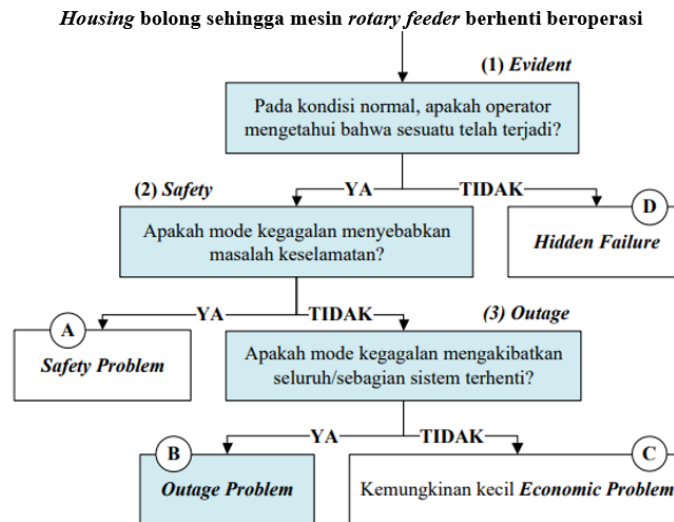 Housing bolong sehingga mesin rotary feeder berhenti beroperasi
(1) Evident
Pada kondisi normal, apakah operator
mengetahui bahwa sesuatu telah terjadi?
(2) Safety
YA
TIDAK
Apakah mode kegagalan menyebabkan
masalah keselamatan?
D
Hidden Failure
YA
TIDAK
(3) Outage
A
Safety Problem
Apakah mode kegagalan mengakibatkan
seluruh/sebagian sistem terhenti?
YA
TIDAK
B
Outage Problem
C
Kemungkinan kecil Economic Problem